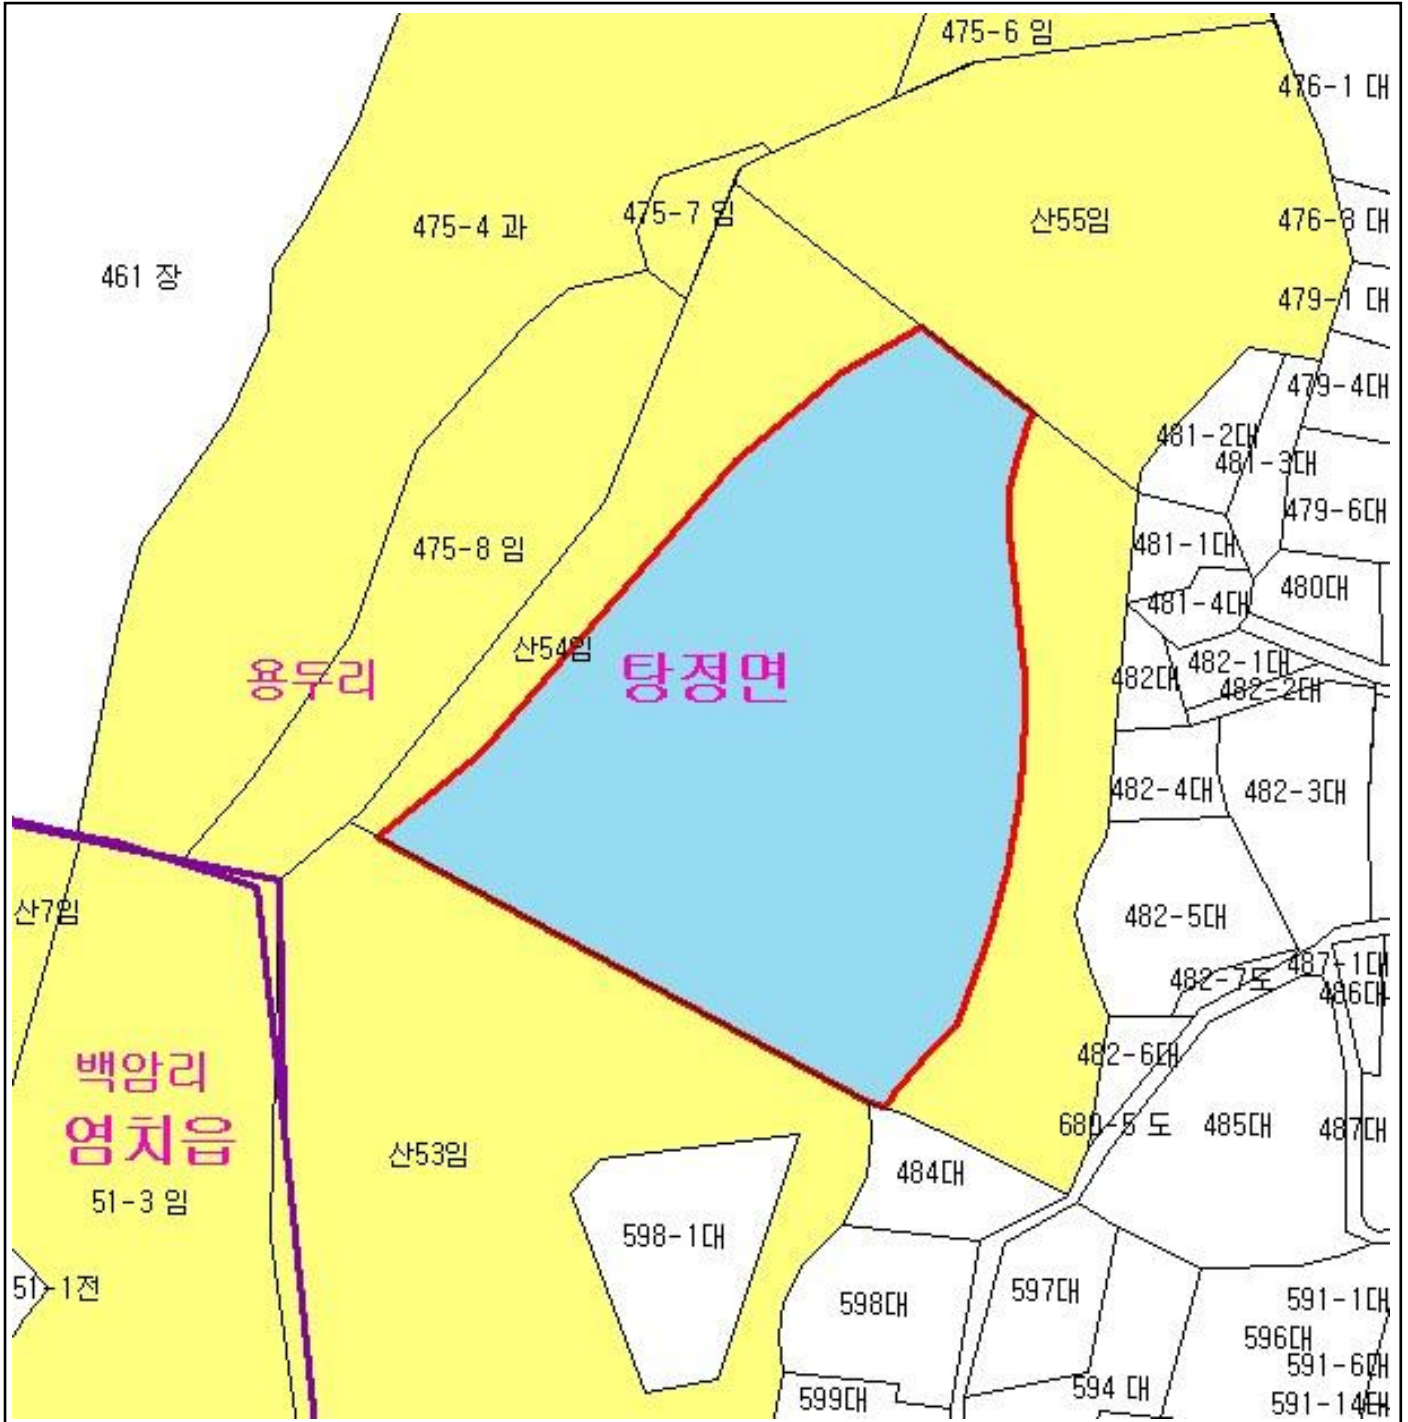 475-6 임
476-1 대
475-7 임
475-4 과
산55임
476-8 대
461 장
479-1 대
479-4대
481-2대
481-3대
479-6대
475-8 임
481-1대
480대
481-4대
산54임
482-1대
용두리
탕정면
482대
482-2대
482-4대
482-3대
산7임
482-5대
487-1대
482-7도
486대
482-6대
백암리
염치읍
680-5 도
485대
487대
산53임
484대
51-3 임
598-1대
51-1전
597대
591-1대
598대
596대
591-6대
594 대
599대
591-14대